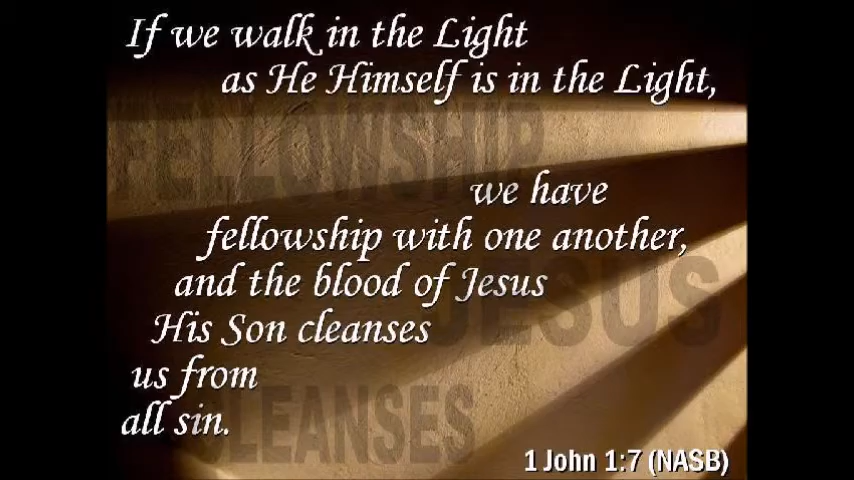 If we walk in the Light
as He Himself is in the Light,
FELLOWSHIP
we have
fellowship with one another,
and the blood of Jesus
JESUS
His Son cleanses
us from
all sin.
CLEANSES
1 John 1:7 (NASB)